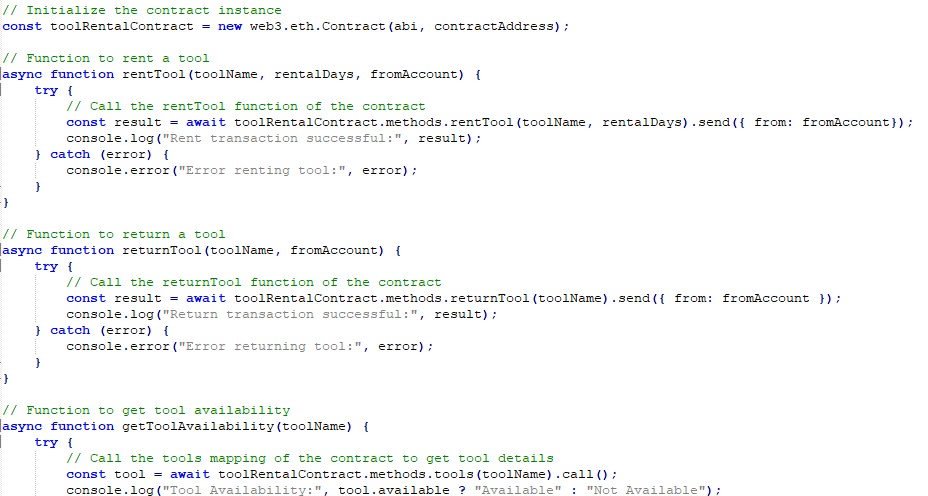 // Initialize the contract instance
const toolRentalContract = new web3.eth.Contract(abi, contractAddress);

// Function to rent a tool
async function rentTool(toolName, rentalDays, fromAccount) {
    try {
        // Call the rentTool function of the contract
        const result = await toolRentalContract.methods.rentTool(toolName, rentalDays).send({ from: fromAccount});
        console.log("Rent transaction successful:", result);
    } catch (error) {
        console.error("Error renting tool:", error);
    }
}

// Function to return a tool
async function returnTool(toolName, fromAccount) {
    try {
        // Call the returnTool function of the contract
        const result = await toolRentalContract.methods.returnTool(toolName).send({ from: fromAccount });
        console.log("Return transaction successful:", result);
    } catch (error) {
        console.error("Error returning tool:", error);
    }
}

// Function to get tool availability
async function getToolAvailability(toolName) {
    try {
        // Call the tools mapping of the contract to get tool details
        const tool = await toolRentalContract.methods.tools(toolName).call();
        console.log("Tool Availability:", tool.available ? "Available" : "Not Available");